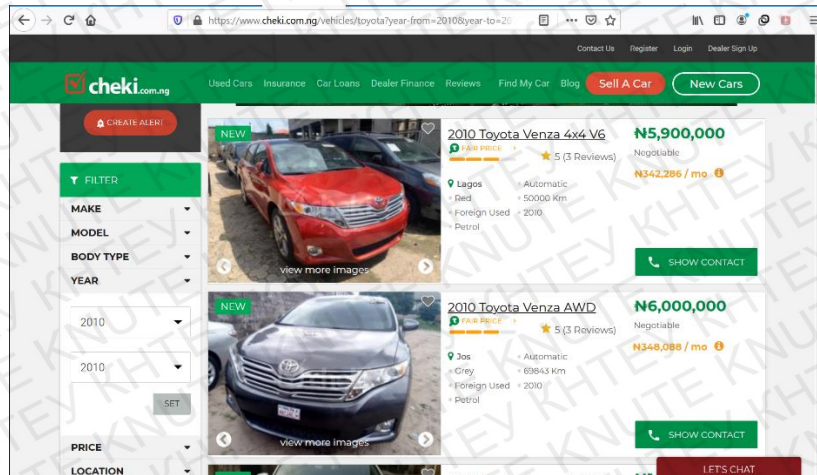 https://www.cheki.com.ng/vehicles/toyota?year-from=2010&year-to=20
Contact Us Register Login Dealer Sign Up
cheki.com.ng Used Cars Insurance Car Loans Dealer Finance Reviews Find My Car Blog Sell A Car New Cars
CREATE ALERT
FILTER
MAKE
MODEL
BODY TYPE
YEAR
2010
2010
SET
PRICE
LOCATION
NEW
view more images
2010 Toyota Venza 4x4 V6
FAIR PRICE
5 (3 Reviews)
Lagos
Automatic
Red
50000 Km
Foreign Used
2010
Petrol
₦5,900,000
Negotiable
₦342,286 / mo
SHOW CONTACT
NEW
view more images
2010 Toyota Venza AWD
FAIR PRICE
5 (3 Reviews)
Jos
Automatic
Grey
69843 Km
Foreign Used
2010
Petrol
₦6,000,000
Negotiable
₦348,088 / mo
SHOW CONTACT
NEW
LET'S CHAT
KHTEY KNUTE KHTEY KNUTE